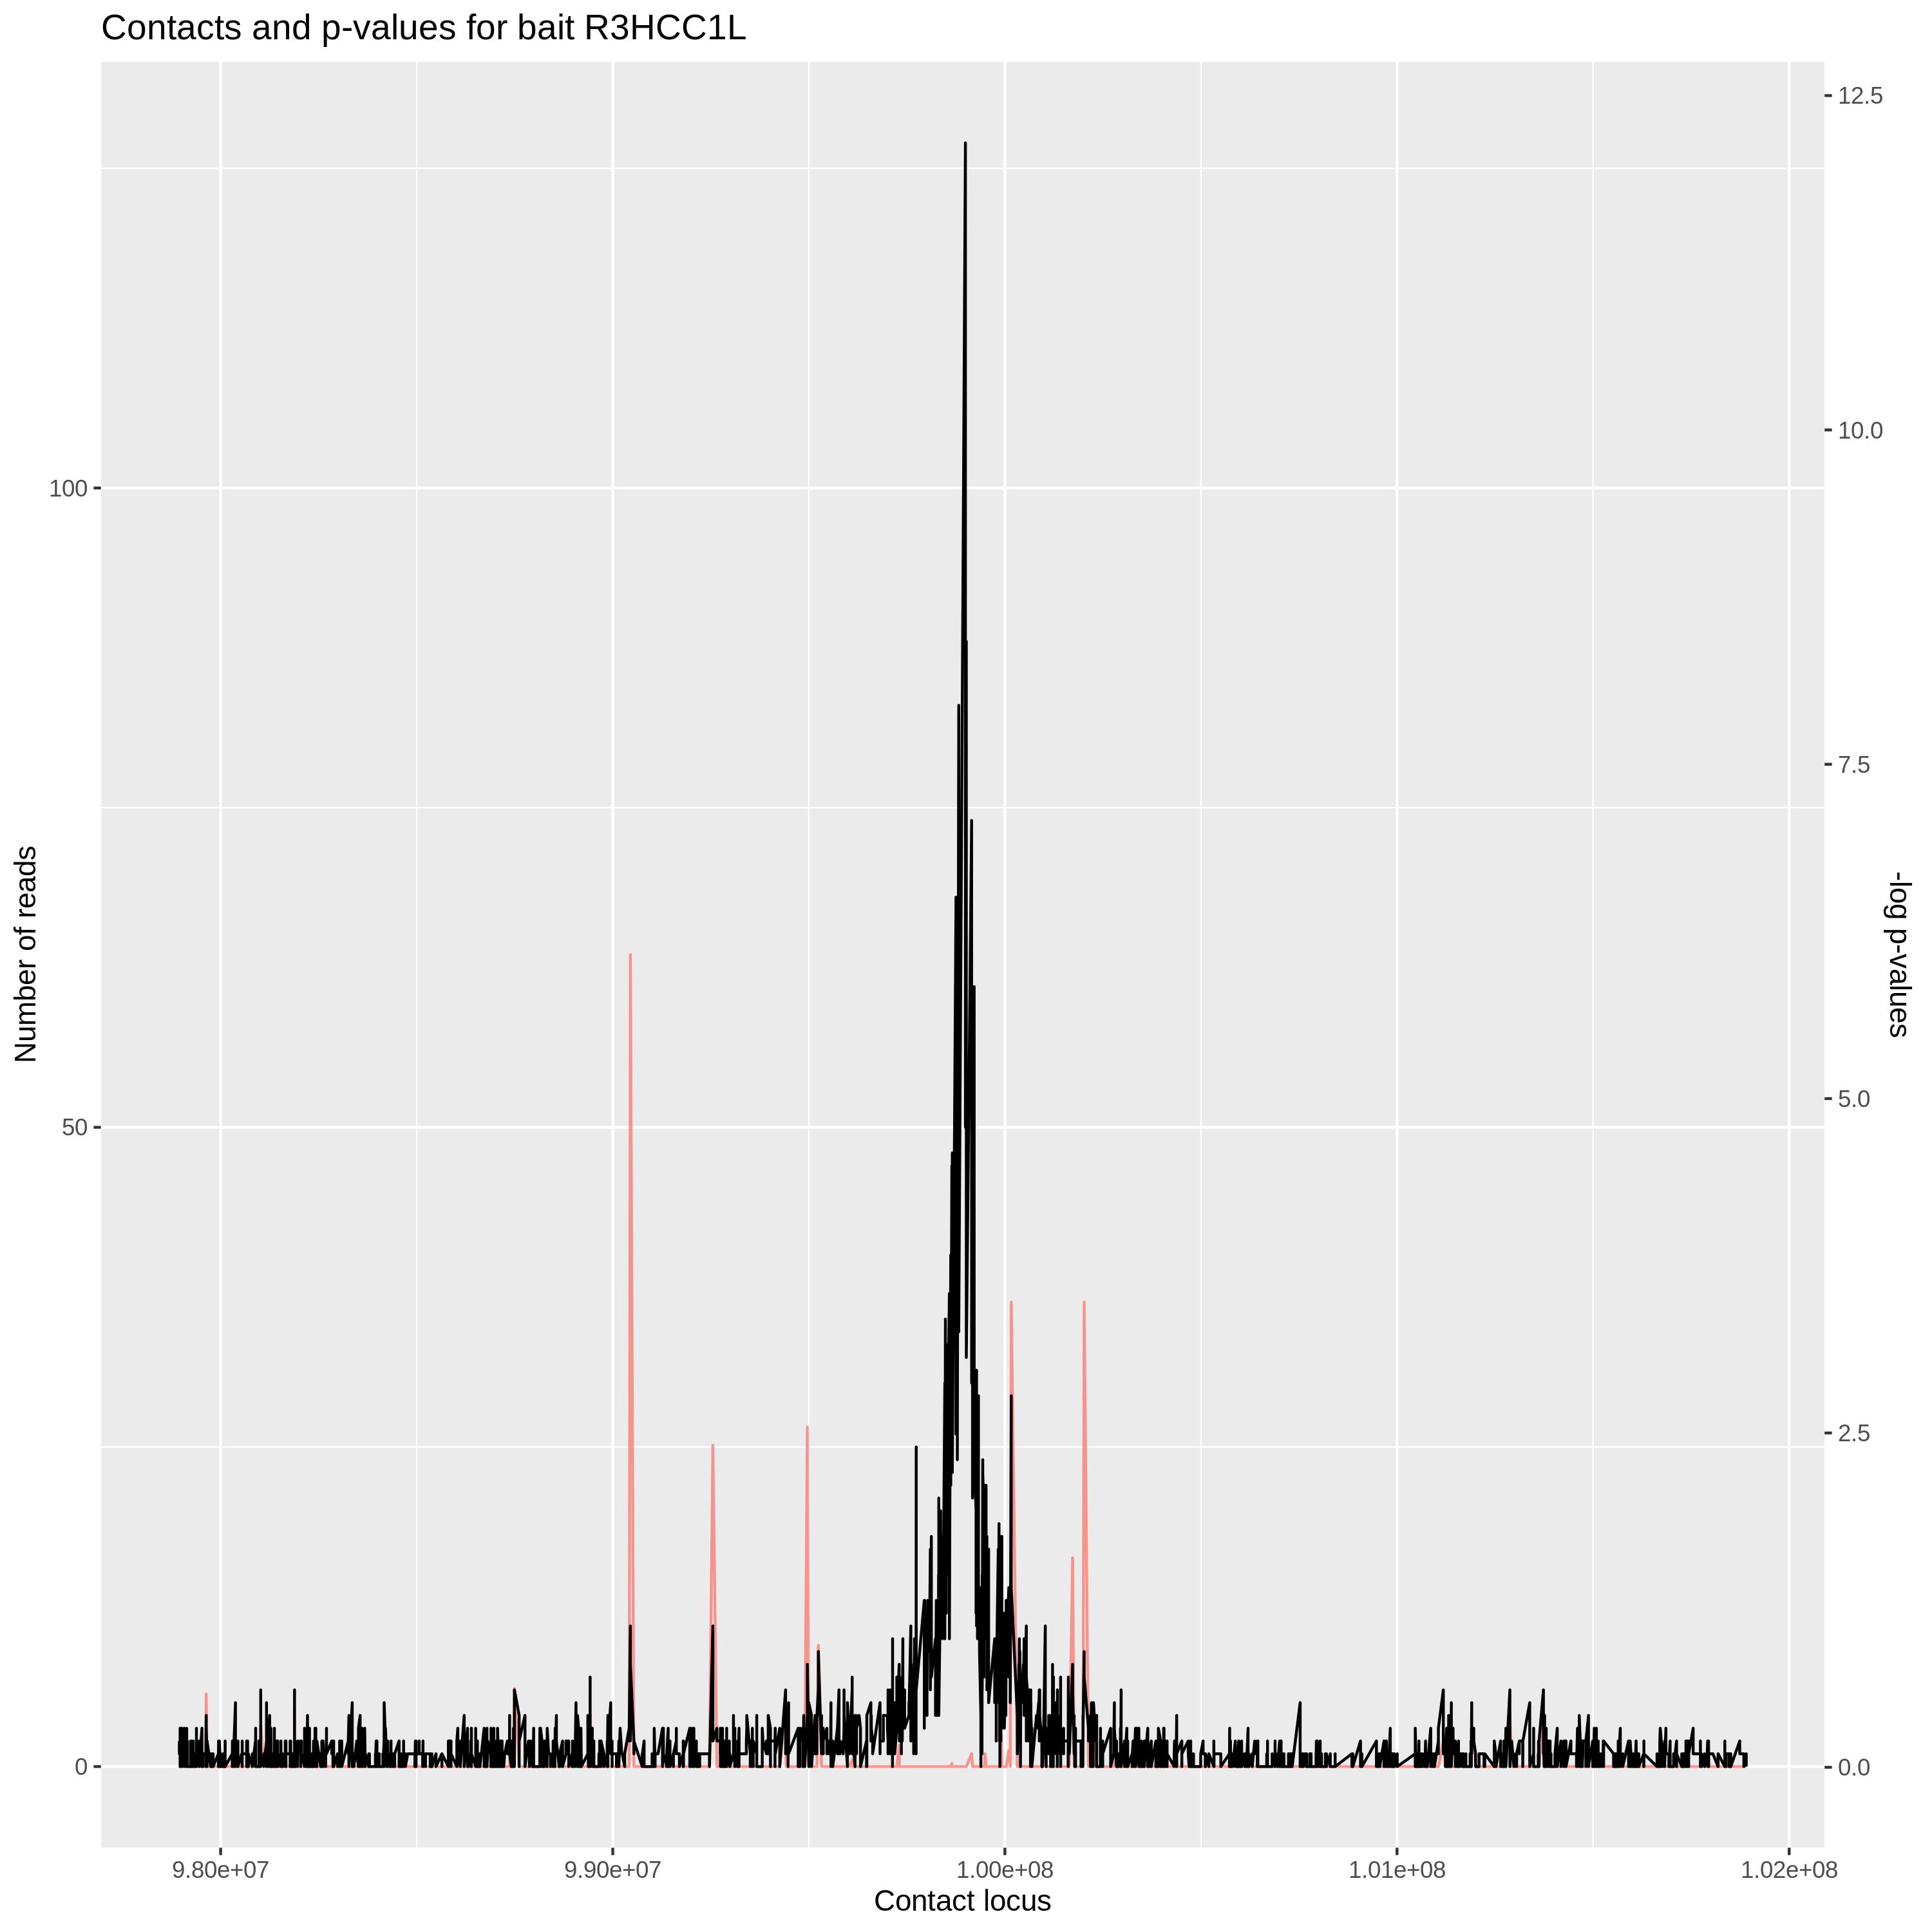 Contacts and p-values for bait R3HCC1L
Number of reads
100
50
0
12.5
10.0
7.5
5.0
2.5
0.0
-log p-values
9.80e+07
9.90e+07
1.00e+08
1.01e+08
1.02e+08
Contact locus